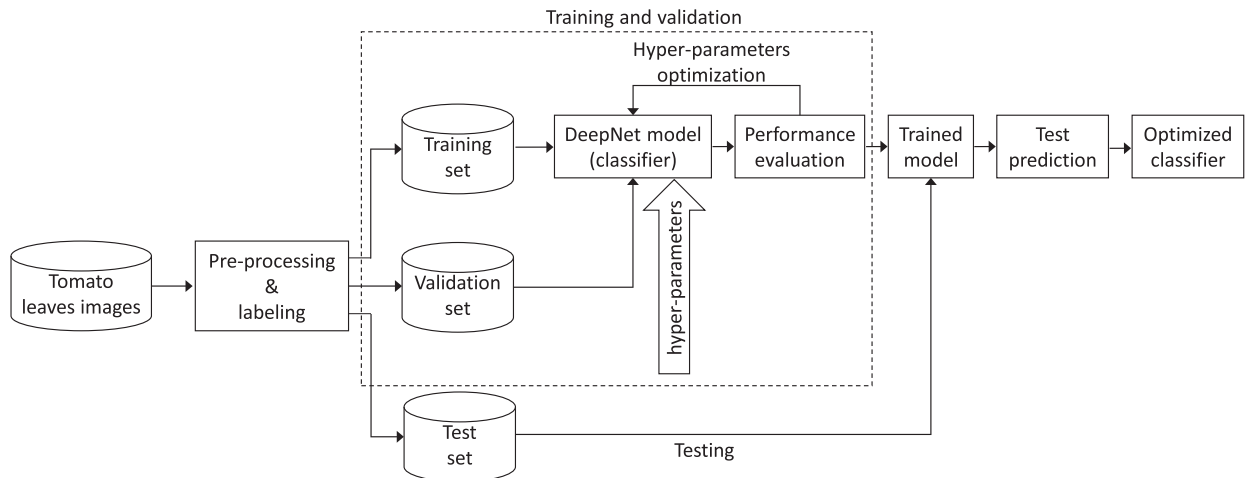 Training and validation
Hyper-parameters
optimization
Training
set
DeepNet model
(classifier)
Performance
evaluation
Trained
model
Test
prediction
Optimized
classifier
Tomato
leaves images
Pre-processing
&
labeling
Validation
set
hyper-parameters
Test
set
Testing